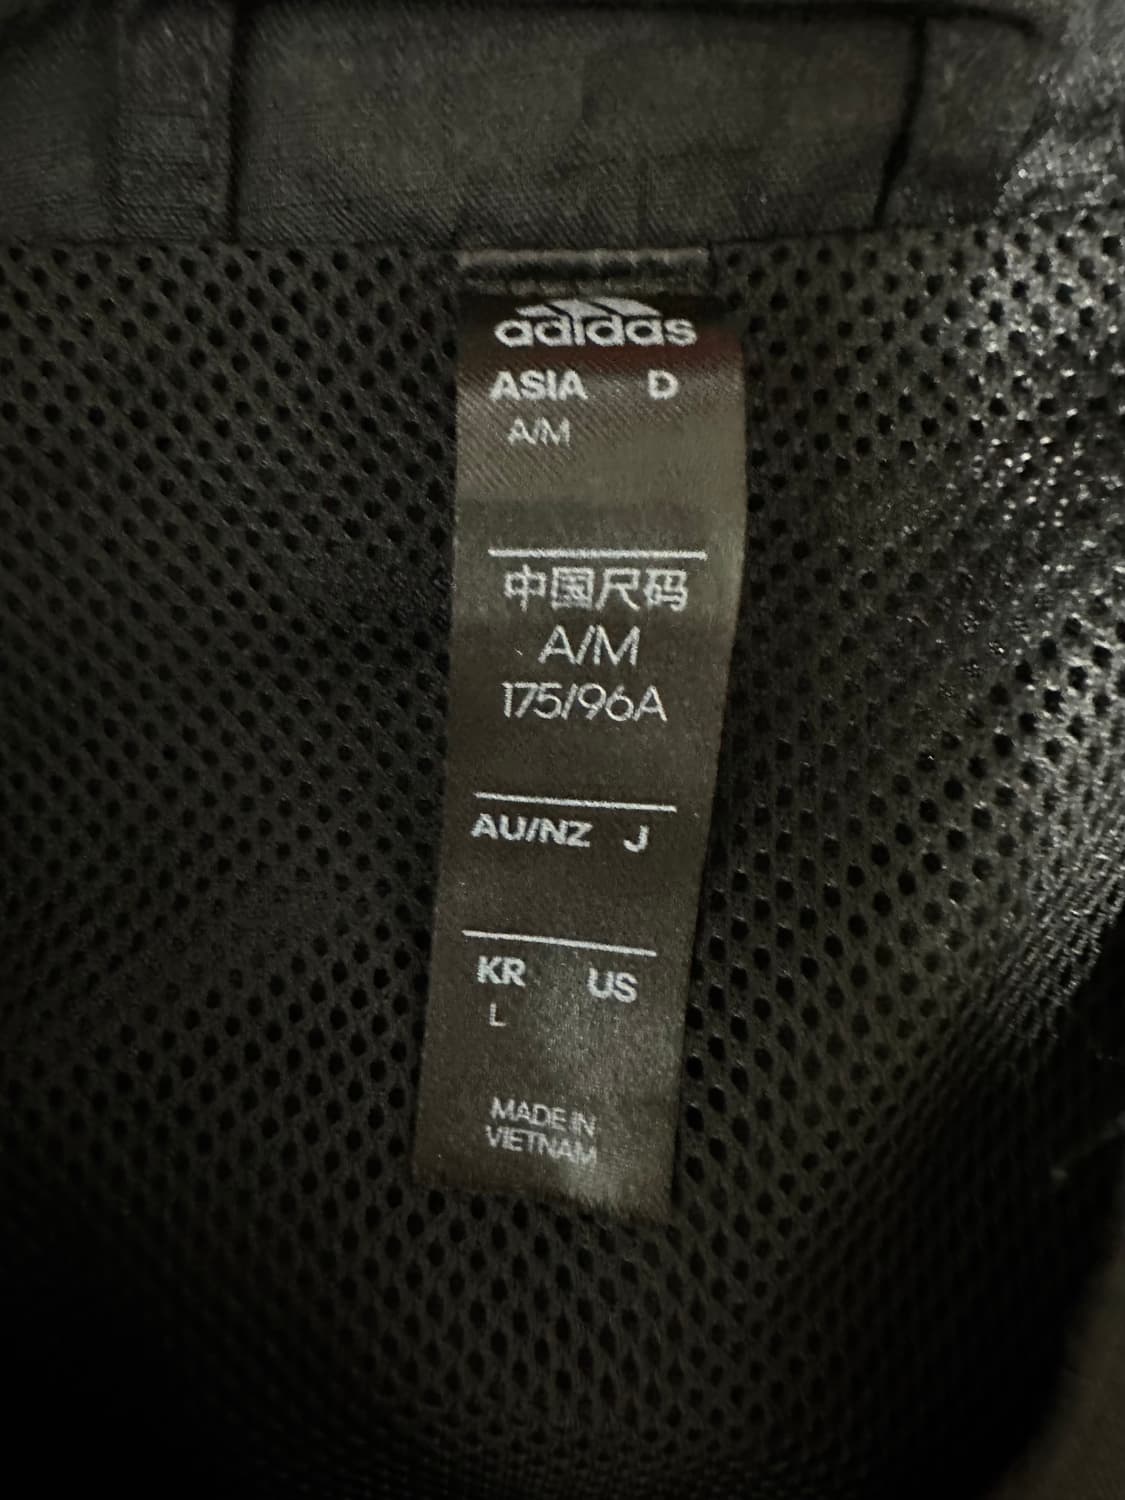 adidas
ASIA D
A/M
中国尺码
A/M
175/96A
AU/NZ J
KR US
L
MADE IN
VIETNAM